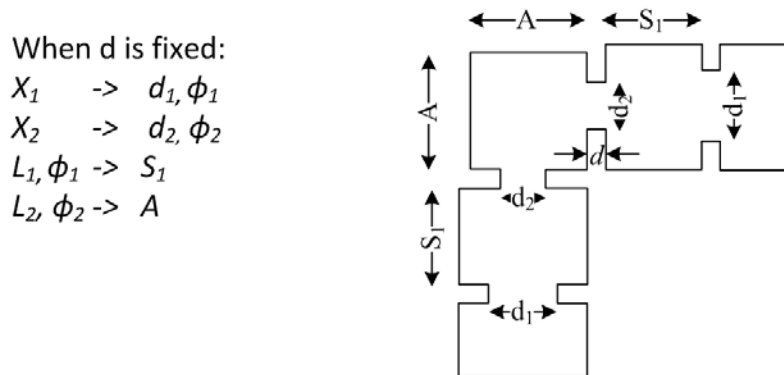 When d is fixed:
X₁ -> d₁, ϕ₁
X₂ -> d₂, ϕ₂
L₁, ϕ₁ -> S₁
L₂, ϕ₂ -> A
A
S₁
A
d₂
d₁
d
d₂
S₁
d₁